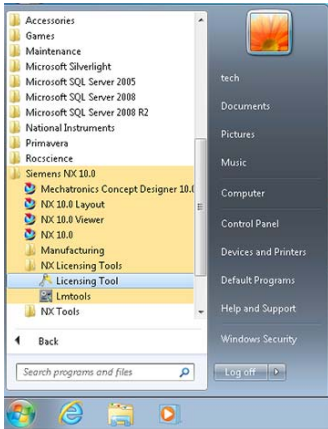 Accessories
Games
Maintenance
Microsoft Silverlight
Microsoft SQL Server 2005
Microsoft SQL Server 2008
Microsoft SQL Server 2008 R2
National Instruments
Primavera
Rocscience
Siemens NX 10.0
Mechatronics Concept Designer 10.0
NX 10.0 Layout
NX 10.0 Viewer
NX 10.0
Manufacturing
NX Licensing Tools
Licensing Tool
Lmtools
NX Tools
Back
Search programs and files
tech
Documents
Pictures
Music
Computer
Control Panel
Devices and Printers
Default Programs
Help and Support
Windows Security
Log off